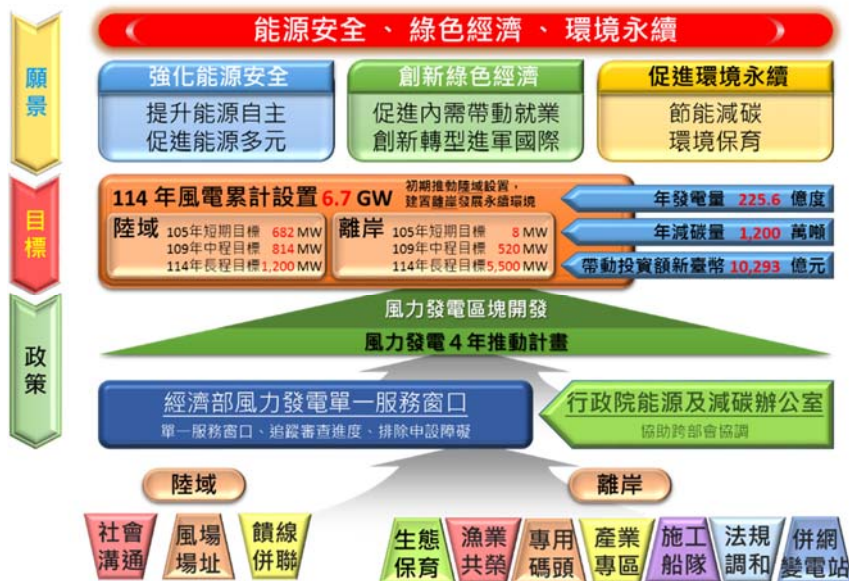 能源安全 、 綠色經濟 、 環境永續
願景
強化能源安全
提升能源自主
促進能源多元
創新綠色經濟
促進內需帶動就業
創新轉型進軍國際
促進環境永續
節能減碳
環境保育
目標
114 年風電累計設置 6.7 GW
初期推動陸域設置，
建置離岸發展永續環境
陸域
105年短期目標 682 MW
109年中程目標 814 MW
114年長程目標1,200 MW
離岸
105年短期目標 8 MW
109年中程目標 520 MW
114年長程目標5,500 MW
年發電量 225.6 億度
年減碳量 1,200 萬噸
帶動投資額新臺幣 10,293 億元
政策
風力發電區塊開發
風力發電４年推動計畫
經濟部風力發電單一服務窗口
單一服務窗口、追蹤審查進度、排除申設障礙
行政院能源及減碳辦公室
協助跨部會協調
陸域
社會
溝通
風場
場址
饋線
併聯
離岸
生態
保育
漁業
共榮
專用
碼頭
產業
專區
施工
船隊
法規
調和
併網
變電站